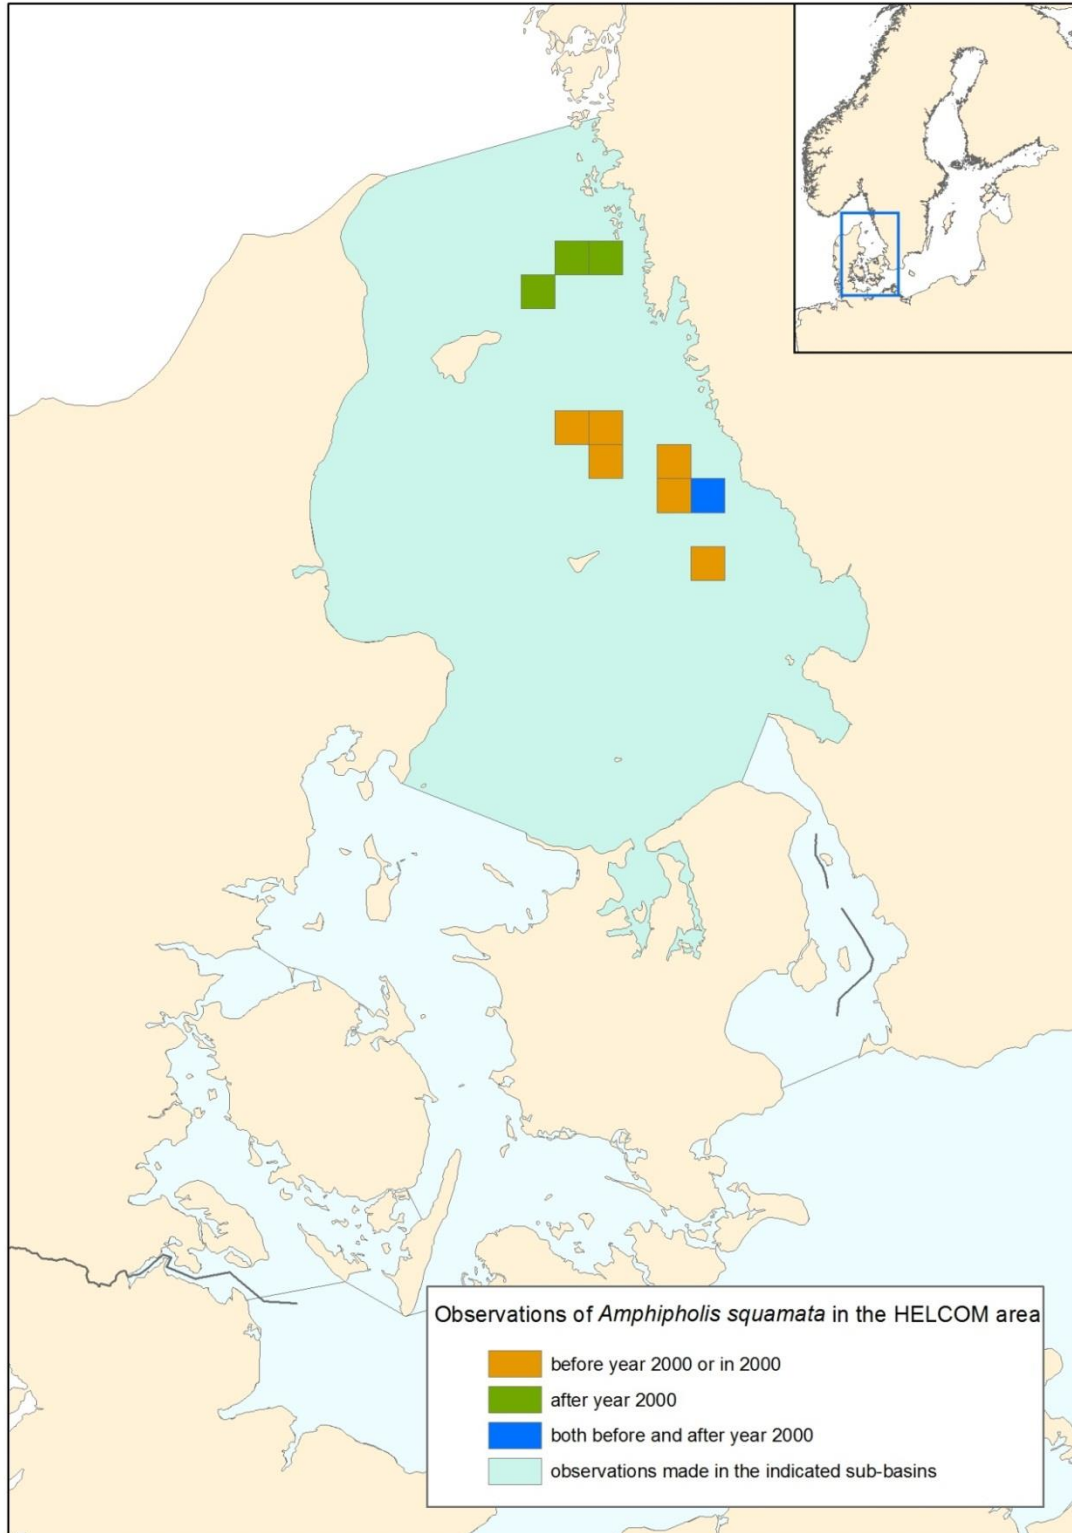 Observations of Amphipholis squamata in the HELCOM area
before year 2000 or in 2000
after year 2000
both before and after year 2000
observations made in the indicated sub-basins